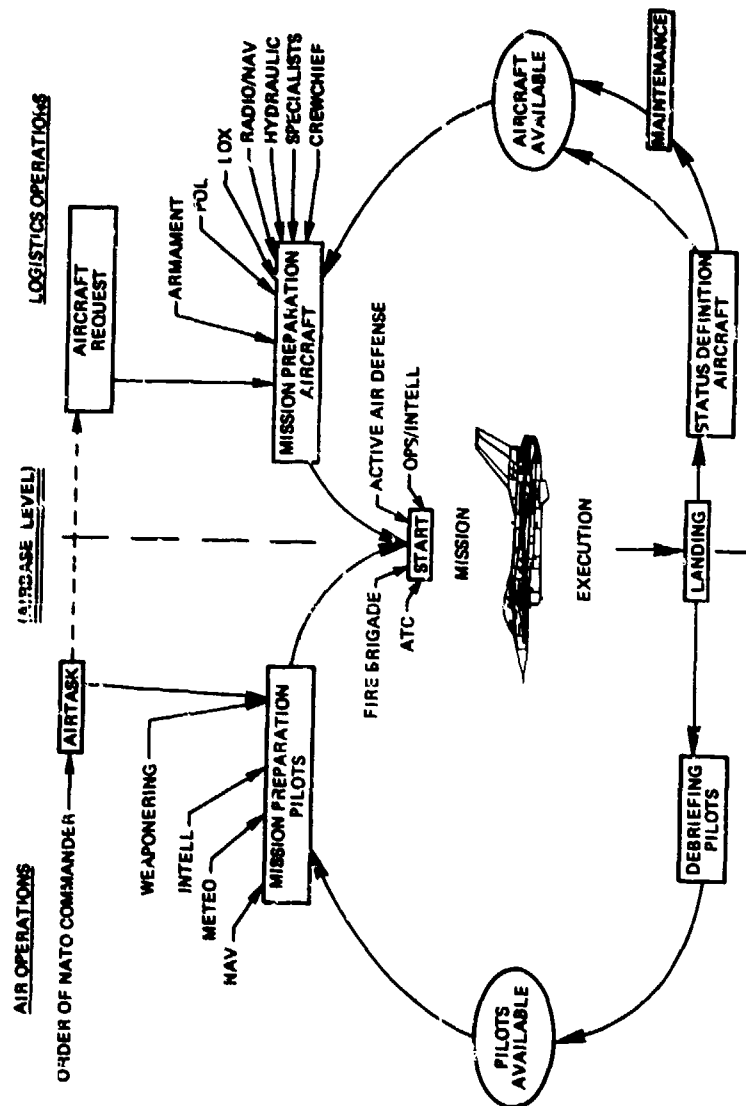 AIR OPERATIONS
(AIRBASE LEVEL)
LOGISTICS OPERATIONS
ORDER OF NATO COMMANDER
AIRTASK
AIRCRAFT
REQUEST
WEAPONERING
INTELL
METEO
NAV
ARMAMENT
POL
LOX
RADIO/NAV
HYDRAULIC
SPECIALISTS
CREWCHIEF
MISSION PREPARATION
PILOTS
MISSION PREPARATION
AIRCRAFT
FIRE BRIGADE
ATC
START
ACTIVE AIR DEFENSE
OPS/INTELL
MISSION
EXECUTION
PILOTS
AVAILABLE
AIRCRAFT
AVAILABLE
MAINTENANCE
DEBRIEFING
PILOTS
LANDING
STATUS DEFINITION
AIRCRAFT